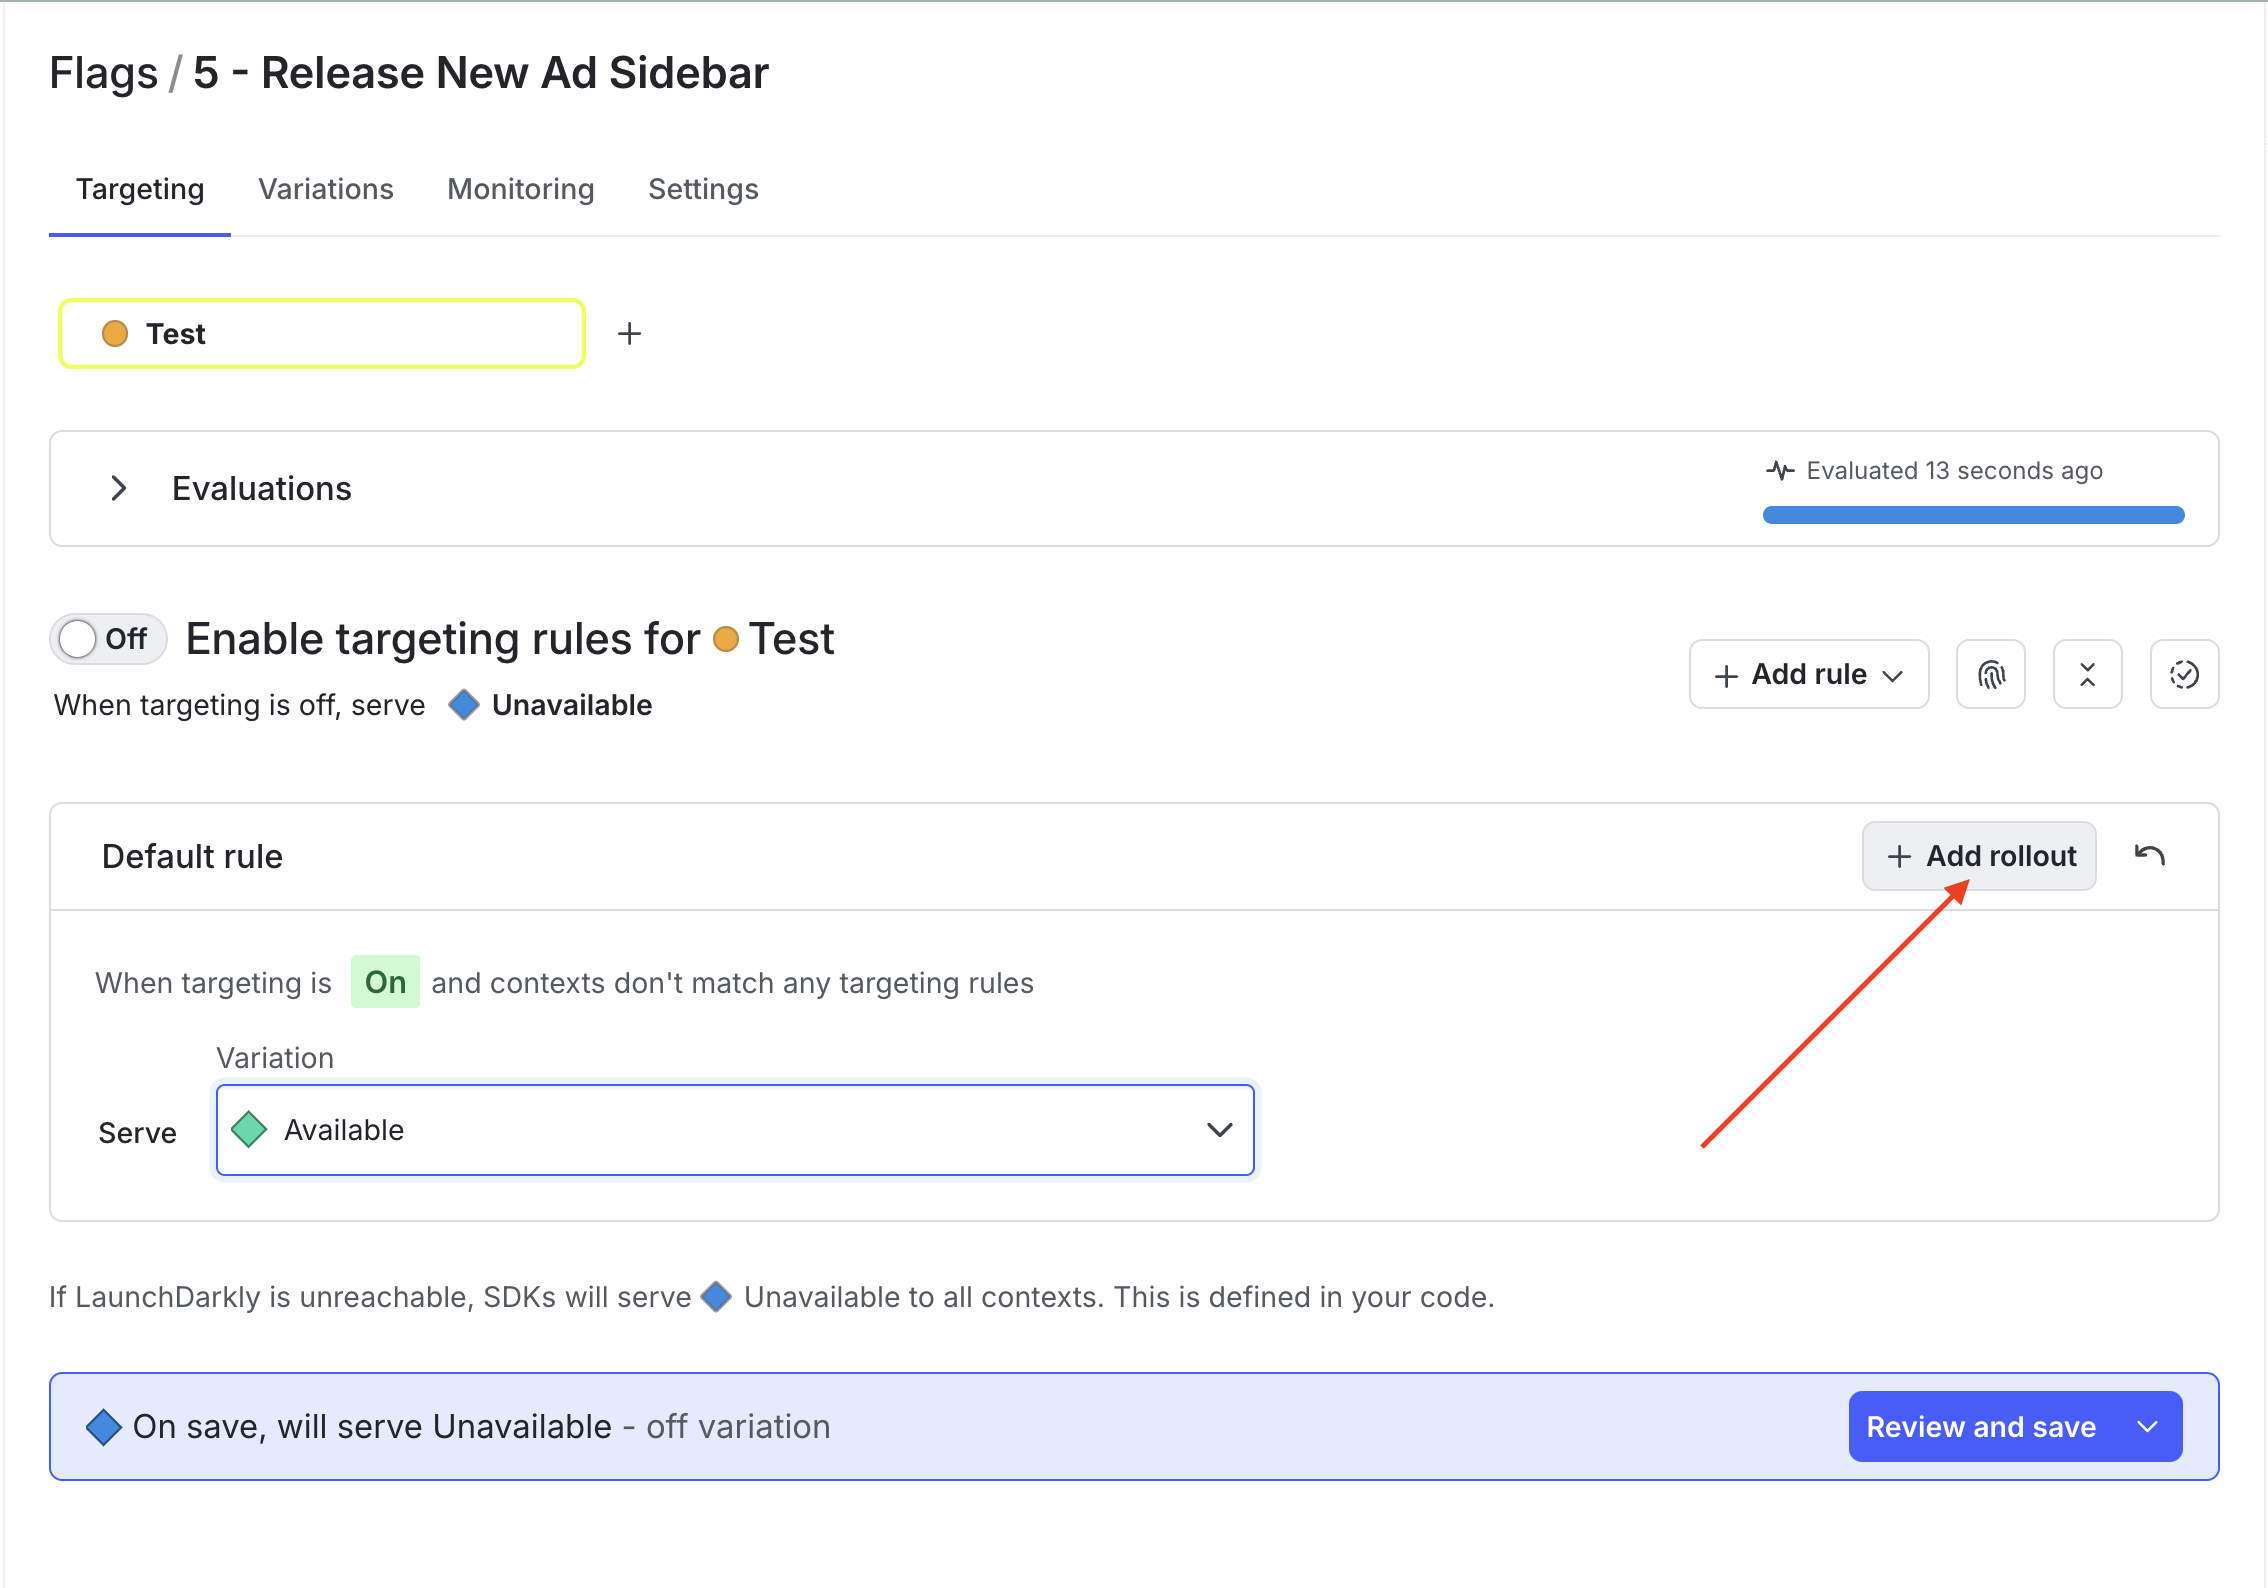 Flags / 5 - Release New Ad Sidebar
Targeting Variations Monitoring Settings
Test
Evaluations
Evaluated 13 seconds ago
Off Enable targeting rules for Test
When targeting is off, serve Unavailable
Add rule
Default rule
Add rollout
When targeting is On and contexts don't match any targeting rules
Variation
Serve Available
If LaunchDarkly is unreachable, SDKs will serve Unavailable to all contexts. This is defined in your code.
On save, will serve Unavailable - off variation
Review and save